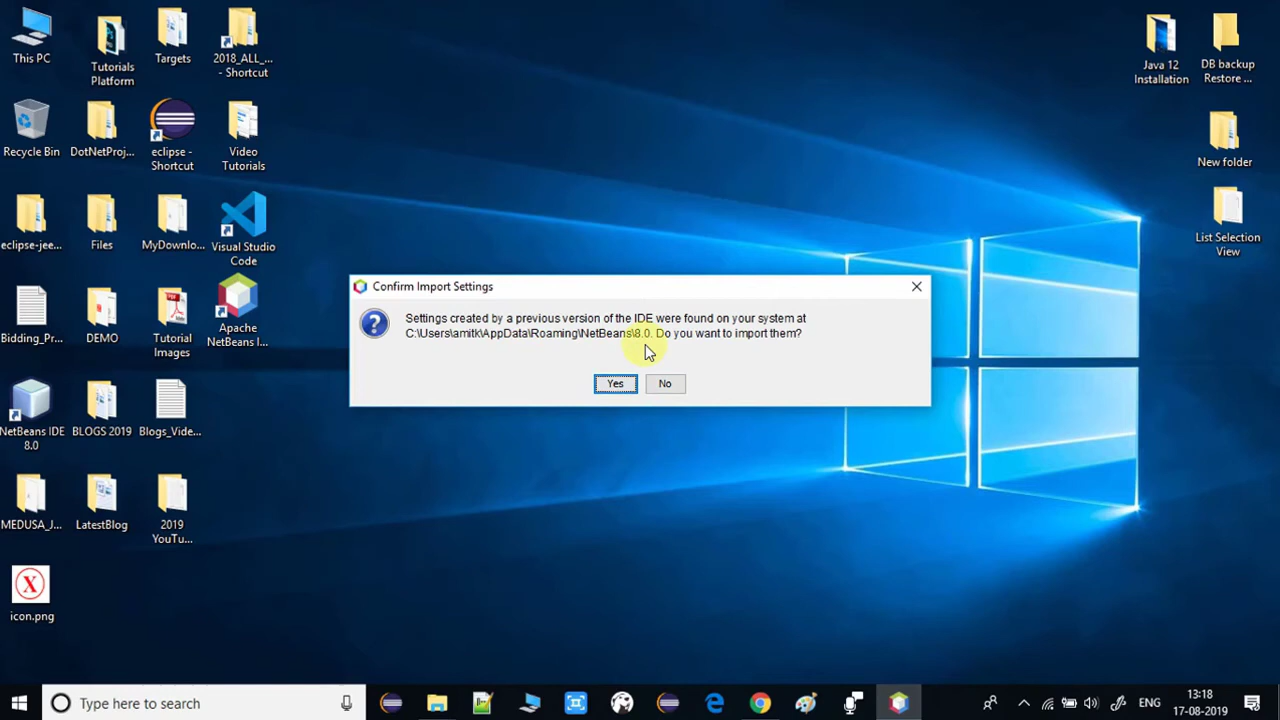 This PC
Tutorials
Platform
Targets
2018_ALL_...
- Shortcut
Java 12
Installation
DB backup
Restore ...
Recycle Bin
DotNetProj...
eclipse -
Shortcut
Video
Tutorials
New folder
eclipse-jee...
Files
MyDownlo...
Visual Studio
Code
List Selection
View
Confirm Import Settings
Settings created by a previous version of the IDE were found on your system at
C:\Users\amitk\AppData\Roaming\NetBeans\8.0. Do you want to import them?
Yes
No
Bidding_Pr...
DEMO
Tutorial
Images
Apache
NetBeans I...
NetBeans IDE
8.0
BLOGS 2019
Blogs_Vide...
MEDUSA_J...
LatestBlog
2019
YouTu...
X
icon.png
Type here to search
ENG
13:18
17-08-2019